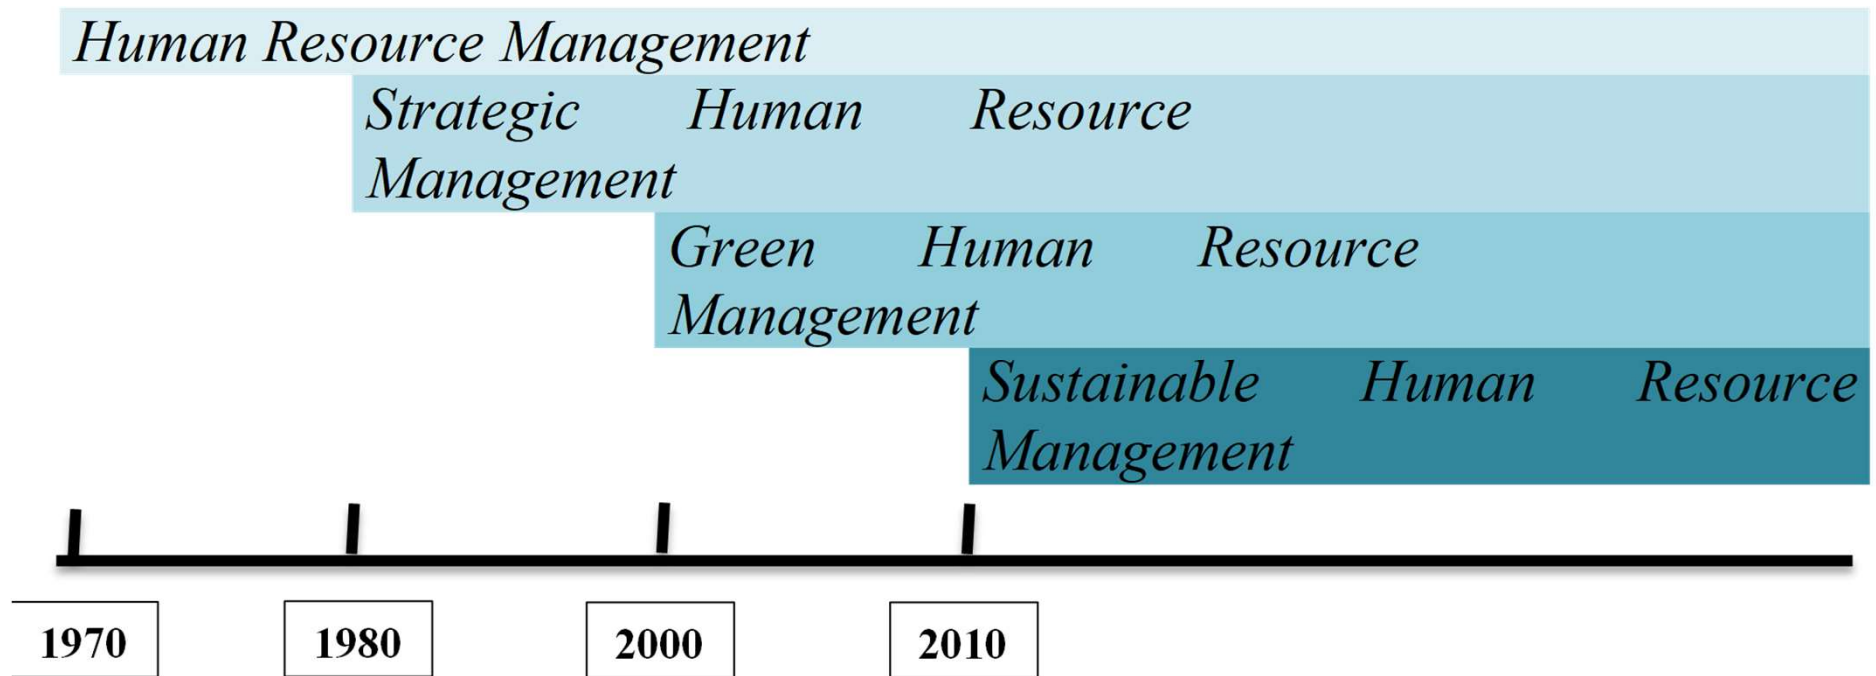 Human Resource Management
Strategic Human Resource
Management
Green Human Resource
Management
Sustainable Human Resource
Management
1970 1980 2000 2010